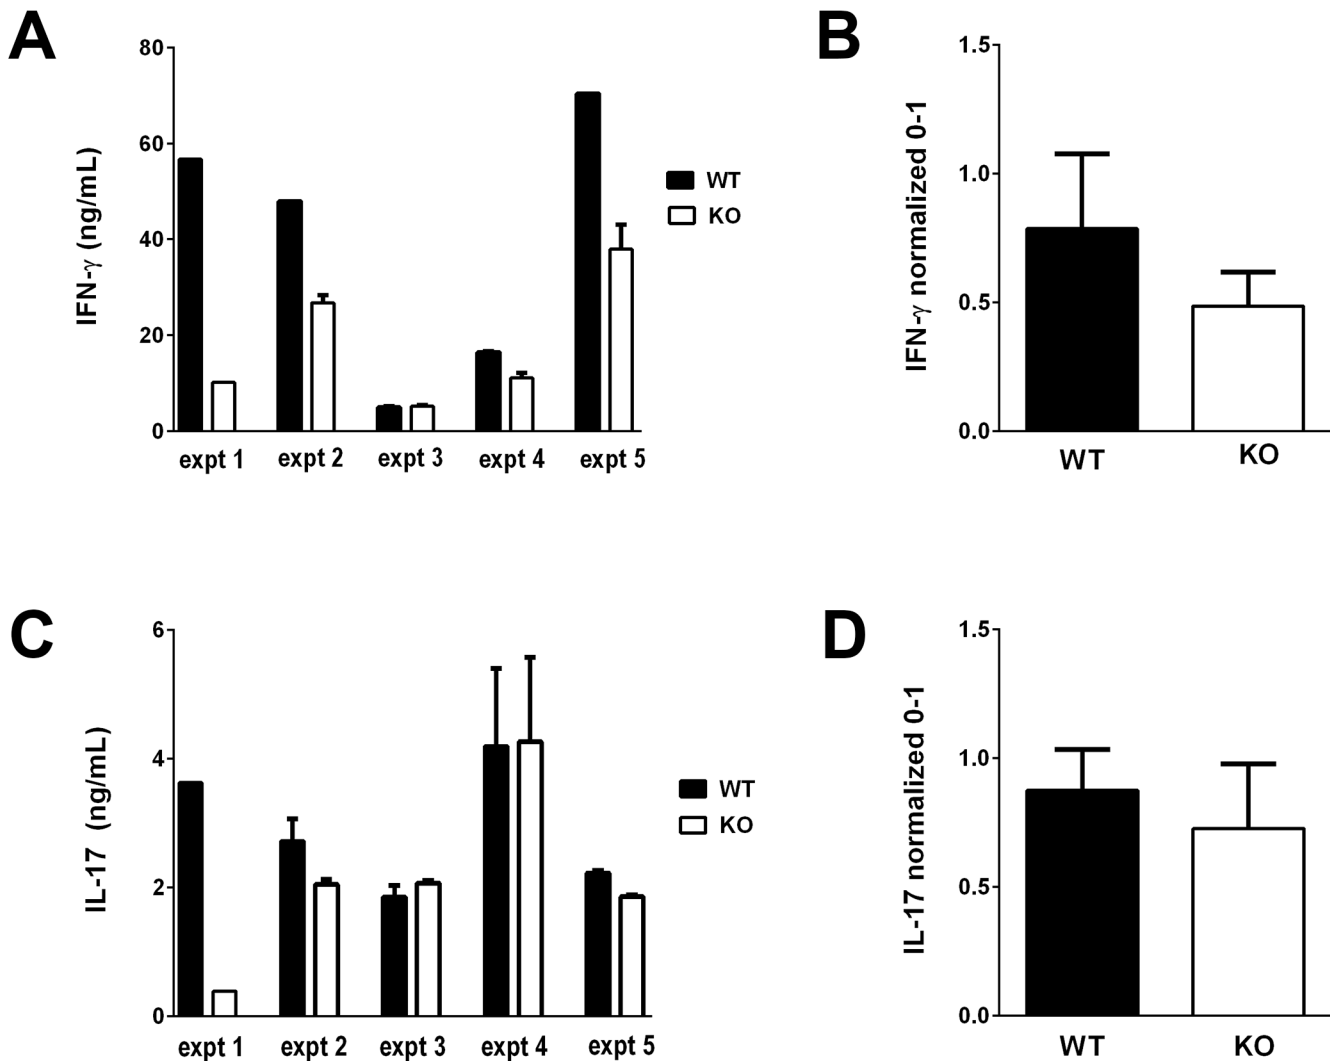 A
IFN-γ (ng/mL)
80
60
40
20
0
expt 1 expt 2 expt 3 expt 4 expt 5
WT
KO
B
IFN-γ normalized 0-1
1.5
1.0
0.5
0.0
WT KO
C
IL-17 (ng/mL)
6
4
2
0
expt 1 expt 2 expt 3 expt 4 expt 5
WT
KO
D
IL-17 normalized 0-1
1.5
1.0
0.5
0.0
WT KO